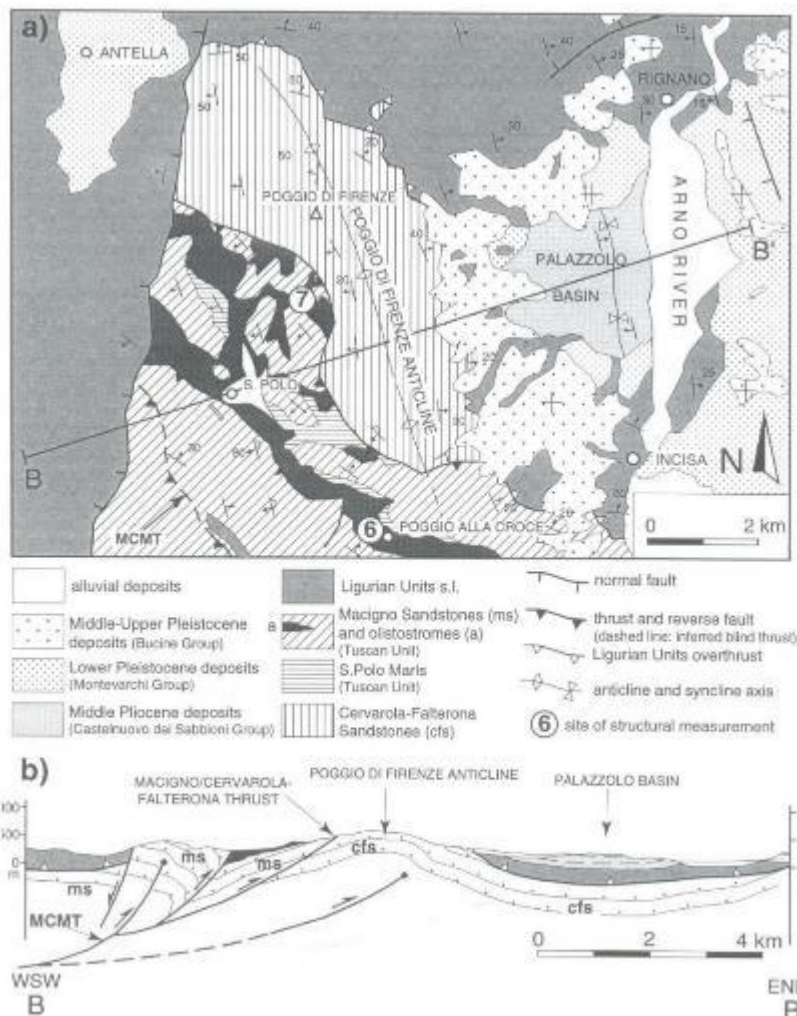 a)
ANTELLA
RIGNANO
POGGIO DI FIRENZE
POGGIO DI FIRENZE ANTICLINE
PALAZZOLO
BASIN
ARNO RIVER
B'
7
S. POLO
B
MCMT
6
POGGIO ALLA CROCE
INCISA
N
0 2 km
alluvial deposits
Middle-Upper Pleistocene
deposits (Bucine Group)
Lower Pleistocene deposits
(Montevarchi Group)
Middle Pliocene deposits
(Castelnuovo dei Sabbioni Group)
Ligurian Units s.l.
a
Macigno Sandstones (ms)
and olistostromes (a)
(Tuscan Unit)
S.Polo Marls
(Tuscan Unit)
Cervarola-Falterona
Sandstones (cfs)
normal fault
thrust and reverse fault
(dashed line: inferred blind thrust)
Ligurian Units overthrust
anticline and syncline axis
6 site of structural measurement
b)
MACIGNO/CERVAROLA-
FALTERONA THRUST
POGGIO DI FIRENZE ANTICLINE
PALAZZOLO BASIN
0
m
ms
ms
ms
cfs
cfs
MCMT
0 2 4 km
WSW
B